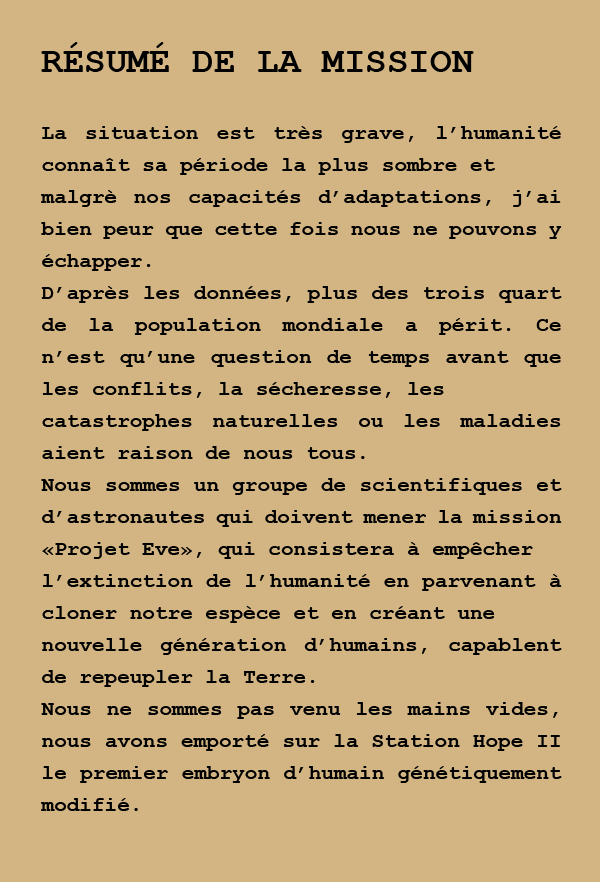 RÉSUMÉ DE LA MISSION
La situation est très grave, l’humanité
connaît sa période la plus sombre et
malgrè nos capacités d’adaptations, j’ai
bien peur que cette fois nous ne pouvons y
échapper.
D’après les données, plus des trois quart
de la population mondiale a périt. Ce
n’est qu’une question de temps avant que
les conflits, la sécheresse, les
catastrophes naturelles ou les maladies
aient raison de nous tous.
Nous sommes un groupe de scientifiques et
d’astronautes qui doivent mener la mission
«Projet Eve», qui consistera à empêcher
l’extinction de l’humanité en parvenant à
cloner notre espèce et en créant une
nouvelle génération d’humains, capablent
de repeupler la Terre.
Nous ne sommes pas venu les mains vides,
nous avons emporté sur la Station Hope II
le premier embryon d’humain génétiquement
modifié.